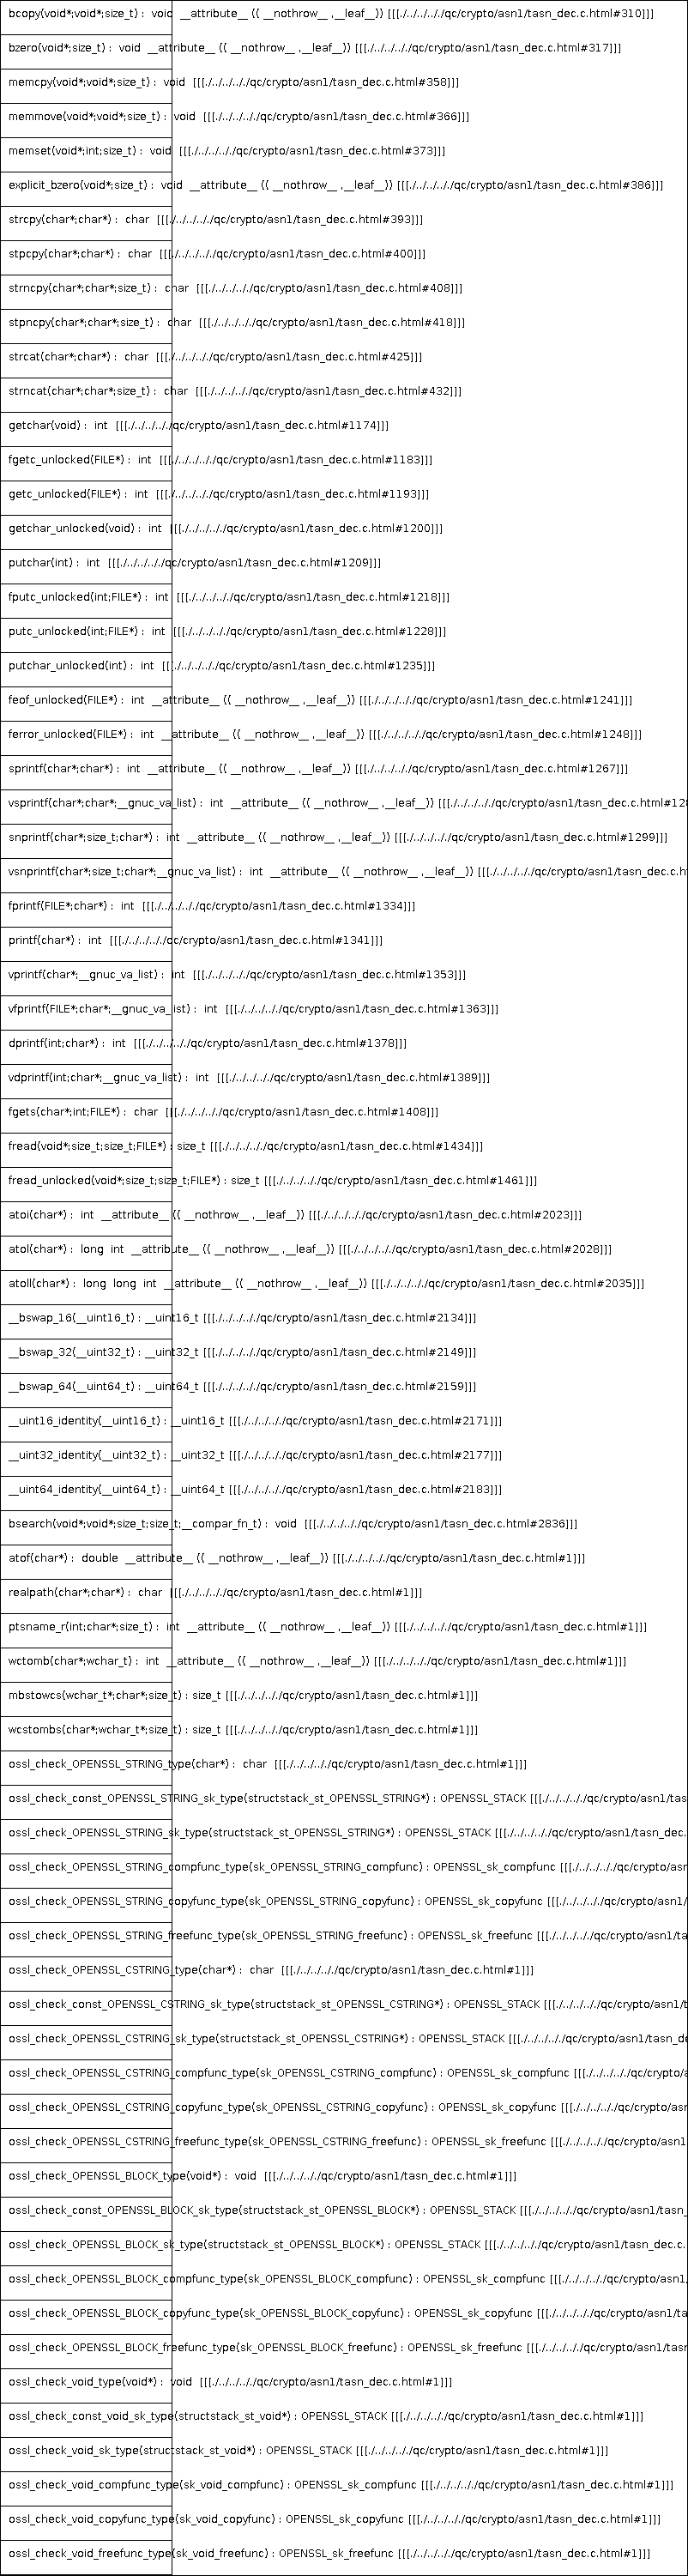 bcopy(void*;void*;size_t) : void __attribute__ (( __nothrow__ ,__leaf__)) [[[./../../../../qc/crypto/asn1/tasn_dec.c.html#310]]]
bzero(void*;size_t) : void __attribute__ (( __nothrow__ ,__leaf__)) [[[./../../../../qc/crypto/asn1/tasn_dec.c.html#317]]]
memcpy(void*;void*;size_t) : void [[[./../../../../qc/crypto/asn1/tasn_dec.c.html#358]]]
memmove(void*;void*;size_t) : void [[[./../../../../qc/crypto/asn1/tasn_dec.c.html#366]]]
memset(void*;int;size_t) : void [[[./../../../../qc/crypto/asn1/tasn_dec.c.html#373]]]
explicit_bzero(void*;size_t) : void __attribute__ (( __nothrow__ ,__leaf__)) [[[./../../../../qc/crypto/asn1/tasn_dec.c.html#386]]]
strcpy(char*;char*) : char [[[./../../../../qc/crypto/asn1/tasn_dec.c.html#393]]]
stpcpy(char*;char*) : char [[[./../../../../qc/crypto/asn1/tasn_dec.c.html#400]]]
strncpy(char*;char*;size_t) : char [[[./../../../../qc/crypto/asn1/tasn_dec.c.html#408]]]
stpncpy(char*;char*;size_t) : char [[[./../../../../qc/crypto/asn1/tasn_dec.c.html#418]]]
strcat(char*;char*) : char [[[./../../../../qc/crypto/asn1/tasn_dec.c.html#425]]]
strncat(char*;char*;size_t) : char [[[./../../../../qc/crypto/asn1/tasn_dec.c.html#432]]]
getchar(void) : int [[[./../../../../qc/crypto/asn1/tasn_dec.c.html#1174]]]
fgetc_unlocked(FILE*) : int [[[./../../../../qc/crypto/asn1/tasn_dec.c.html#1183]]]
getc_unlocked(FILE*) : int [[[./../../../../qc/crypto/asn1/tasn_dec.c.html#1193]]]
getchar_unlocked(void) : int [[[./../../../../qc/crypto/asn1/tasn_dec.c.html#1200]]]
putchar(int) : int [[[./../../../../qc/crypto/asn1/tasn_dec.c.html#1209]]]
fputc_unlocked(int;FILE*) : int [[[./../../../../qc/crypto/asn1/tasn_dec.c.html#1218]]]
putc_unlocked(int;FILE*) : int [[[./../../../../qc/crypto/asn1/tasn_dec.c.html#1228]]]
putchar_unlocked(int) : int [[[./../../../../qc/crypto/asn1/tasn_dec.c.html#1235]]]
feof_unlocked(FILE*) : int __attribute__ (( __nothrow__ ,__leaf__)) [[[./../../../../qc/crypto/asn1/tasn_dec.c.html#1241]]]
ferror_unlocked(FILE*) : int __attribute__ (( __nothrow__ ,__leaf__)) [[[./../../../../qc/crypto/asn1/tasn_dec.c.html#1248]]]
sprintf(char*;char*) : int __attribute__ (( __nothrow__ ,__leaf__)) [[[./../../../../qc/crypto/asn1/tasn_dec.c.html#1267]]]
vsprintf(char*;char*;__gnuc_va_list) : int __attribute__ (( __nothrow__ ,__leaf__)) [[[./../../../../qc/crypto/asn1/tasn_dec.c.html#128
snprintf(char*;size_t;char*) : int __attribute__ (( __nothrow__ ,__leaf__)) [[[./../../../../qc/crypto/asn1/tasn_dec.c.html#1299]]]
vsnprintf(char*;size_t;char*;__gnuc_va_list) : int __attribute__ (( __nothrow__ ,__leaf__)) [[[./../../../../qc/crypto/asn1/tasn_dec.c.ht
fprintf(FILE*;char*) : int [[[./../../../../qc/crypto/asn1/tasn_dec.c.html#1334]]]
printf(char*) : int [[[./../../../../qc/crypto/asn1/tasn_dec.c.html#1341]]]
vprintf(char*;__gnuc_va_list) : int [[[./../../../../qc/crypto/asn1/tasn_dec.c.html#1353]]]
vfprintf(FILE*;char*;__gnuc_va_list) : int [[[./../../../../qc/crypto/asn1/tasn_dec.c.html#1363]]]
dprintf(int;char*) : int [[[./../../../../qc/crypto/asn1/tasn_dec.c.html#1378]]]
vdprintf(int;char*;__gnuc_va_list) : int [[[./../../../../qc/crypto/asn1/tasn_dec.c.html#1389]]]
fgets(char*;int;FILE*) : char [[[./../../../../qc/crypto/asn1/tasn_dec.c.html#1408]]]
fread(void*;size_t;size_t;FILE*) : size_t [[[./../../../../qc/crypto/asn1/tasn_dec.c.html#1434]]]
fread_unlocked(void*;size_t;size_t;FILE*) : size_t [[[./../../../../qc/crypto/asn1/tasn_dec.c.html#1461]]]
atoi(char*) : int __attribute__ (( __nothrow__ ,__leaf__)) [[[./../../../../qc/crypto/asn1/tasn_dec.c.html#2023]]]
atol(char*) : long int __attribute__ (( __nothrow__ ,__leaf__)) [[[./../../../../qc/crypto/asn1/tasn_dec.c.html#2028]]]
atoll(char*) : long long int __attribute__ (( __nothrow__ ,__leaf__)) [[[./../../../../qc/crypto/asn1/tasn_dec.c.html#2035]]]
__bswap_16(__uint16_t) : __uint16_t [[[./../../../../qc/crypto/asn1/tasn_dec.c.html#2134]]]
__bswap_32(__uint32_t) : __uint32_t [[[./../../../../qc/crypto/asn1/tasn_dec.c.html#2149]]]
__bswap_64(__uint64_t) : __uint64_t [[[./../../../../qc/crypto/asn1/tasn_dec.c.html#2159]]]
__uint16_identity(__uint16_t) : __uint16_t [[[./../../../../qc/crypto/asn1/tasn_dec.c.html#2171]]]
__uint32_identity(__uint32_t) : __uint32_t [[[./../../../../qc/crypto/asn1/tasn_dec.c.html#2177]]]
__uint64_identity(__uint64_t) : __uint64_t [[[./../../../../qc/crypto/asn1/tasn_dec.c.html#2183]]]
bsearch(void*;void*;size_t;size_t;__compar_fn_t) : void [[[./../../../../qc/crypto/asn1/tasn_dec.c.html#2836]]]
atof(char*) : double __attribute__ (( __nothrow__ ,__leaf__)) [[[./../../../../qc/crypto/asn1/tasn_dec.c.html#1]]]
realpath(char*;char*) : char [[[./../../../../qc/crypto/asn1/tasn_dec.c.html#1]]]
ptsname_r(int;char*;size_t) : int __attribute__ (( __nothrow__ ,__leaf__)) [[[./../../../../qc/crypto/asn1/tasn_dec.c.html#1]]]
wctomb(char*;wchar_t) : int __attribute__ (( __nothrow__ ,__leaf__)) [[[./../../../../qc/crypto/asn1/tasn_dec.c.html#1]]]
mbstowcs(wchar_t*;char*;size_t) : size_t [[[./../../../../qc/crypto/asn1/tasn_dec.c.html#1]]]
wcstombs(char*;wchar_t*;size_t) : size_t [[[./../../../../qc/crypto/asn1/tasn_dec.c.html#1]]]
ossl_check_OPENSSL_STRING_type(char*) : char [[[./../../../../qc/crypto/asn1/tasn_dec.c.html#1]]]
ossl_check_const_OPENSSL_STRING_sk_type(structstack_st_OPENSSL_STRING*) : OPENSSL_STACK [[[./../../../../qc/crypto/asn1/tas
ossl_check_OPENSSL_STRING_sk_type(structstack_st_OPENSSL_STRING*) : OPENSSL_STACK [[[./../../../../qc/crypto/asn1/tasn_dec.
ossl_check_OPENSSL_STRING_compfunc_type(sk_OPENSSL_STRING_compfunc) : OPENSSL_sk_compfunc [[[./../../../../qc/crypto/asn
ossl_check_OPENSSL_STRING_copyfunc_type(sk_OPENSSL_STRING_copyfunc) : OPENSSL_sk_copyfunc [[[./../../../../qc/crypto/asn1/
ossl_check_OPENSSL_STRING_freefunc_type(sk_OPENSSL_STRING_freefunc) : OPENSSL_sk_freefunc [[[./../../../../qc/crypto/asn1/ta
ossl_check_OPENSSL_CSTRING_type(char*) : char [[[./../../../../qc/crypto/asn1/tasn_dec.c.html#1]]]
ossl_check_const_OPENSSL_CSTRING_sk_type(structstack_st_OPENSSL_CSTRING*) : OPENSSL_STACK [[[./../../../../qc/crypto/asn1/t
ossl_check_OPENSSL_CSTRING_sk_type(structstack_st_OPENSSL_CSTRING*) : OPENSSL_STACK [[[./../../../../qc/crypto/asn1/tasn_de
ossl_check_OPENSSL_CSTRING_compfunc_type(sk_OPENSSL_CSTRING_compfunc) : OPENSSL_sk_compfunc [[[./../../../../qc/crypto/a
ossl_check_OPENSSL_CSTRING_copyfunc_type(sk_OPENSSL_CSTRING_copyfunc) : OPENSSL_sk_copyfunc [[[./../../../../qc/crypto/asn
ossl_check_OPENSSL_CSTRING_freefunc_type(sk_OPENSSL_CSTRING_freefunc) : OPENSSL_sk_freefunc [[[./../../../../qc/crypto/asn1
ossl_check_OPENSSL_BLOCK_type(void*) : void [[[./../../../../qc/crypto/asn1/tasn_dec.c.html#1]]]
ossl_check_const_OPENSSL_BLOCK_sk_type(structstack_st_OPENSSL_BLOCK*) : OPENSSL_STACK [[[./../../../../qc/crypto/asn1/tasn_
ossl_check_OPENSSL_BLOCK_sk_type(structstack_st_OPENSSL_BLOCK*) : OPENSSL_STACK [[[./../../../../qc/crypto/asn1/tasn_dec.c.
ossl_check_OPENSSL_BLOCK_compfunc_type(sk_OPENSSL_BLOCK_compfunc) : OPENSSL_sk_compfunc [[[./../../../../qc/crypto/asn1/
ossl_check_OPENSSL_BLOCK_copyfunc_type(sk_OPENSSL_BLOCK_copyfunc) : OPENSSL_sk_copyfunc [[[./../../../../qc/crypto/asn1/ta
ossl_check_OPENSSL_BLOCK_freefunc_type(sk_OPENSSL_BLOCK_freefunc) : OPENSSL_sk_freefunc [[[./../../../../qc/crypto/asn1/tasn
ossl_check_void_type(void*) : void [[[./../../../../qc/crypto/asn1/tasn_dec.c.html#1]]]
ossl_check_const_void_sk_type(structstack_st_void*) : OPENSSL_STACK [[[./../../../../qc/crypto/asn1/tasn_dec.c.html#1]]]
ossl_check_void_sk_type(structstack_st_void*) : OPENSSL_STACK [[[./../../../../qc/crypto/asn1/tasn_dec.c.html#1]]]
ossl_check_void_compfunc_type(sk_void_compfunc) : OPENSSL_sk_compfunc [[[./../../../../qc/crypto/asn1/tasn_dec.c.html#1]]]
ossl_check_void_copyfunc_type(sk_void_copyfunc) : OPENSSL_sk_copyfunc [[[./../../../../qc/crypto/asn1/tasn_dec.c.html#1]]]
ossl_check_void_freefunc_type(sk_void_freefunc) : OPENSSL_sk_freefunc [[[./../../../../qc/crypto/asn1/tasn_dec.c.html#1]]]